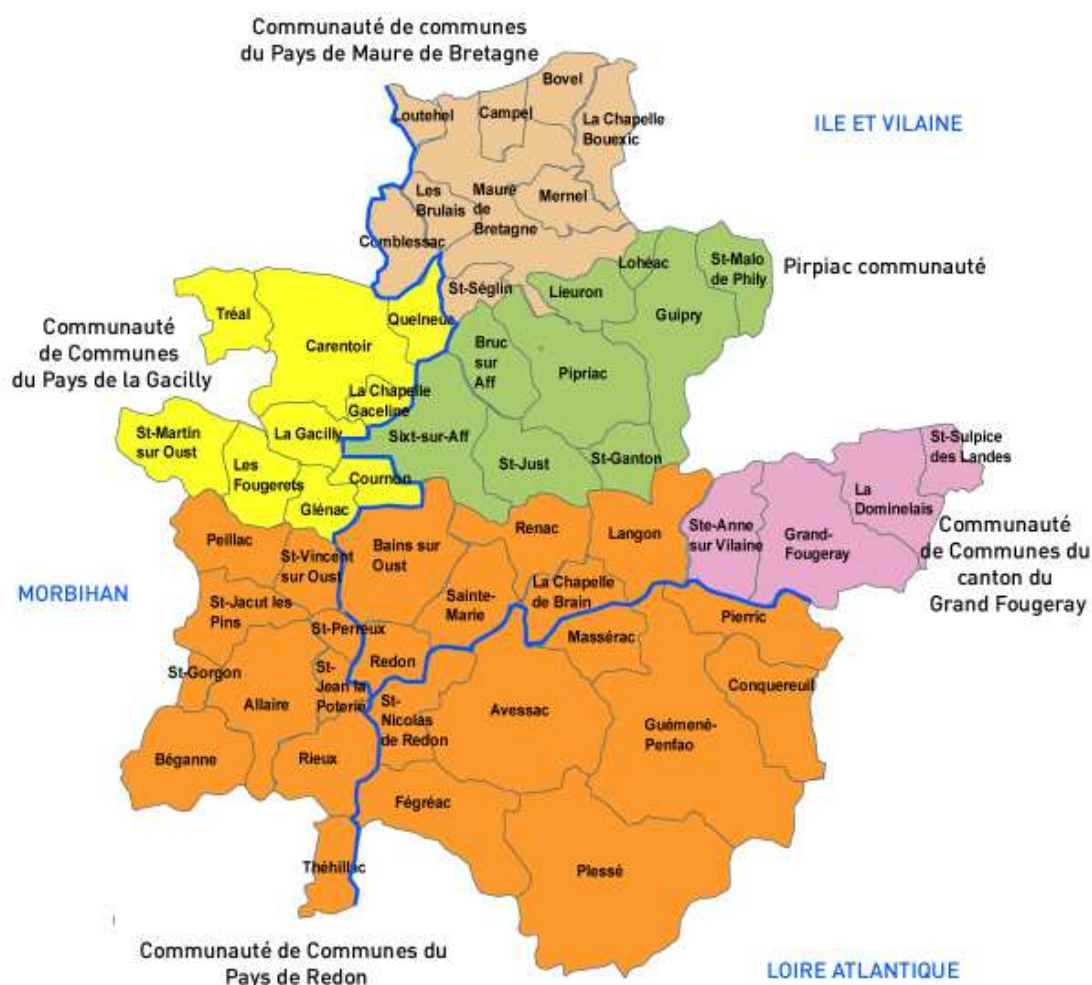 Communauté de communes
du Pays de Maure de Bretagne
Bovel
Loutehel
Campel
La Chapelle
Bouexic
ILE ET VILAINE
Les
Brulais
Maure
de
Bretagne
Mernel
Comblessac
Lohéac
St-Malo
de Phily
Pirpiac communauté
St-Séglin
Lieuron
Tréal
Quelneuc
Guipry
Communauté
de Communes
du Pays de la Gacilly
Carentoir
Bruc
sur
Aff
Pipriac
La Chapelle
Gaceline
St-Martin
sur Oust
La Gacilly
Sixt-sur-Aff
St-Sulpice
des Landes
Les
Fougerets
St-Just
St-Ganton
Cournon
La
Dominelais
Glénac
Renac
Langon
Ste-Anne
sur Vilaine
Grand-
Fougeray
Communauté
de Communes du
canton du
Grand Fougeray
Peillac
St-Vincent
sur Oust
Bains sur
Oust
MORBIHAN
St-Jacut les
Pins
Sainte-
Marie
La Chapelle
de Brain
Pierric
St-Perreux
Massérac
Redon
St-Gorgon
St-
Jean la
Poterie
Conquereuil
Allaire
St-
Nicolas
de Redon
Avessac
Guémené-
Penfao
Béganne
Rieux
Fégréac
Théhillac
Plessé
Communauté de Communes du
Pays de Redon
LOIRE ATLANTIQUE